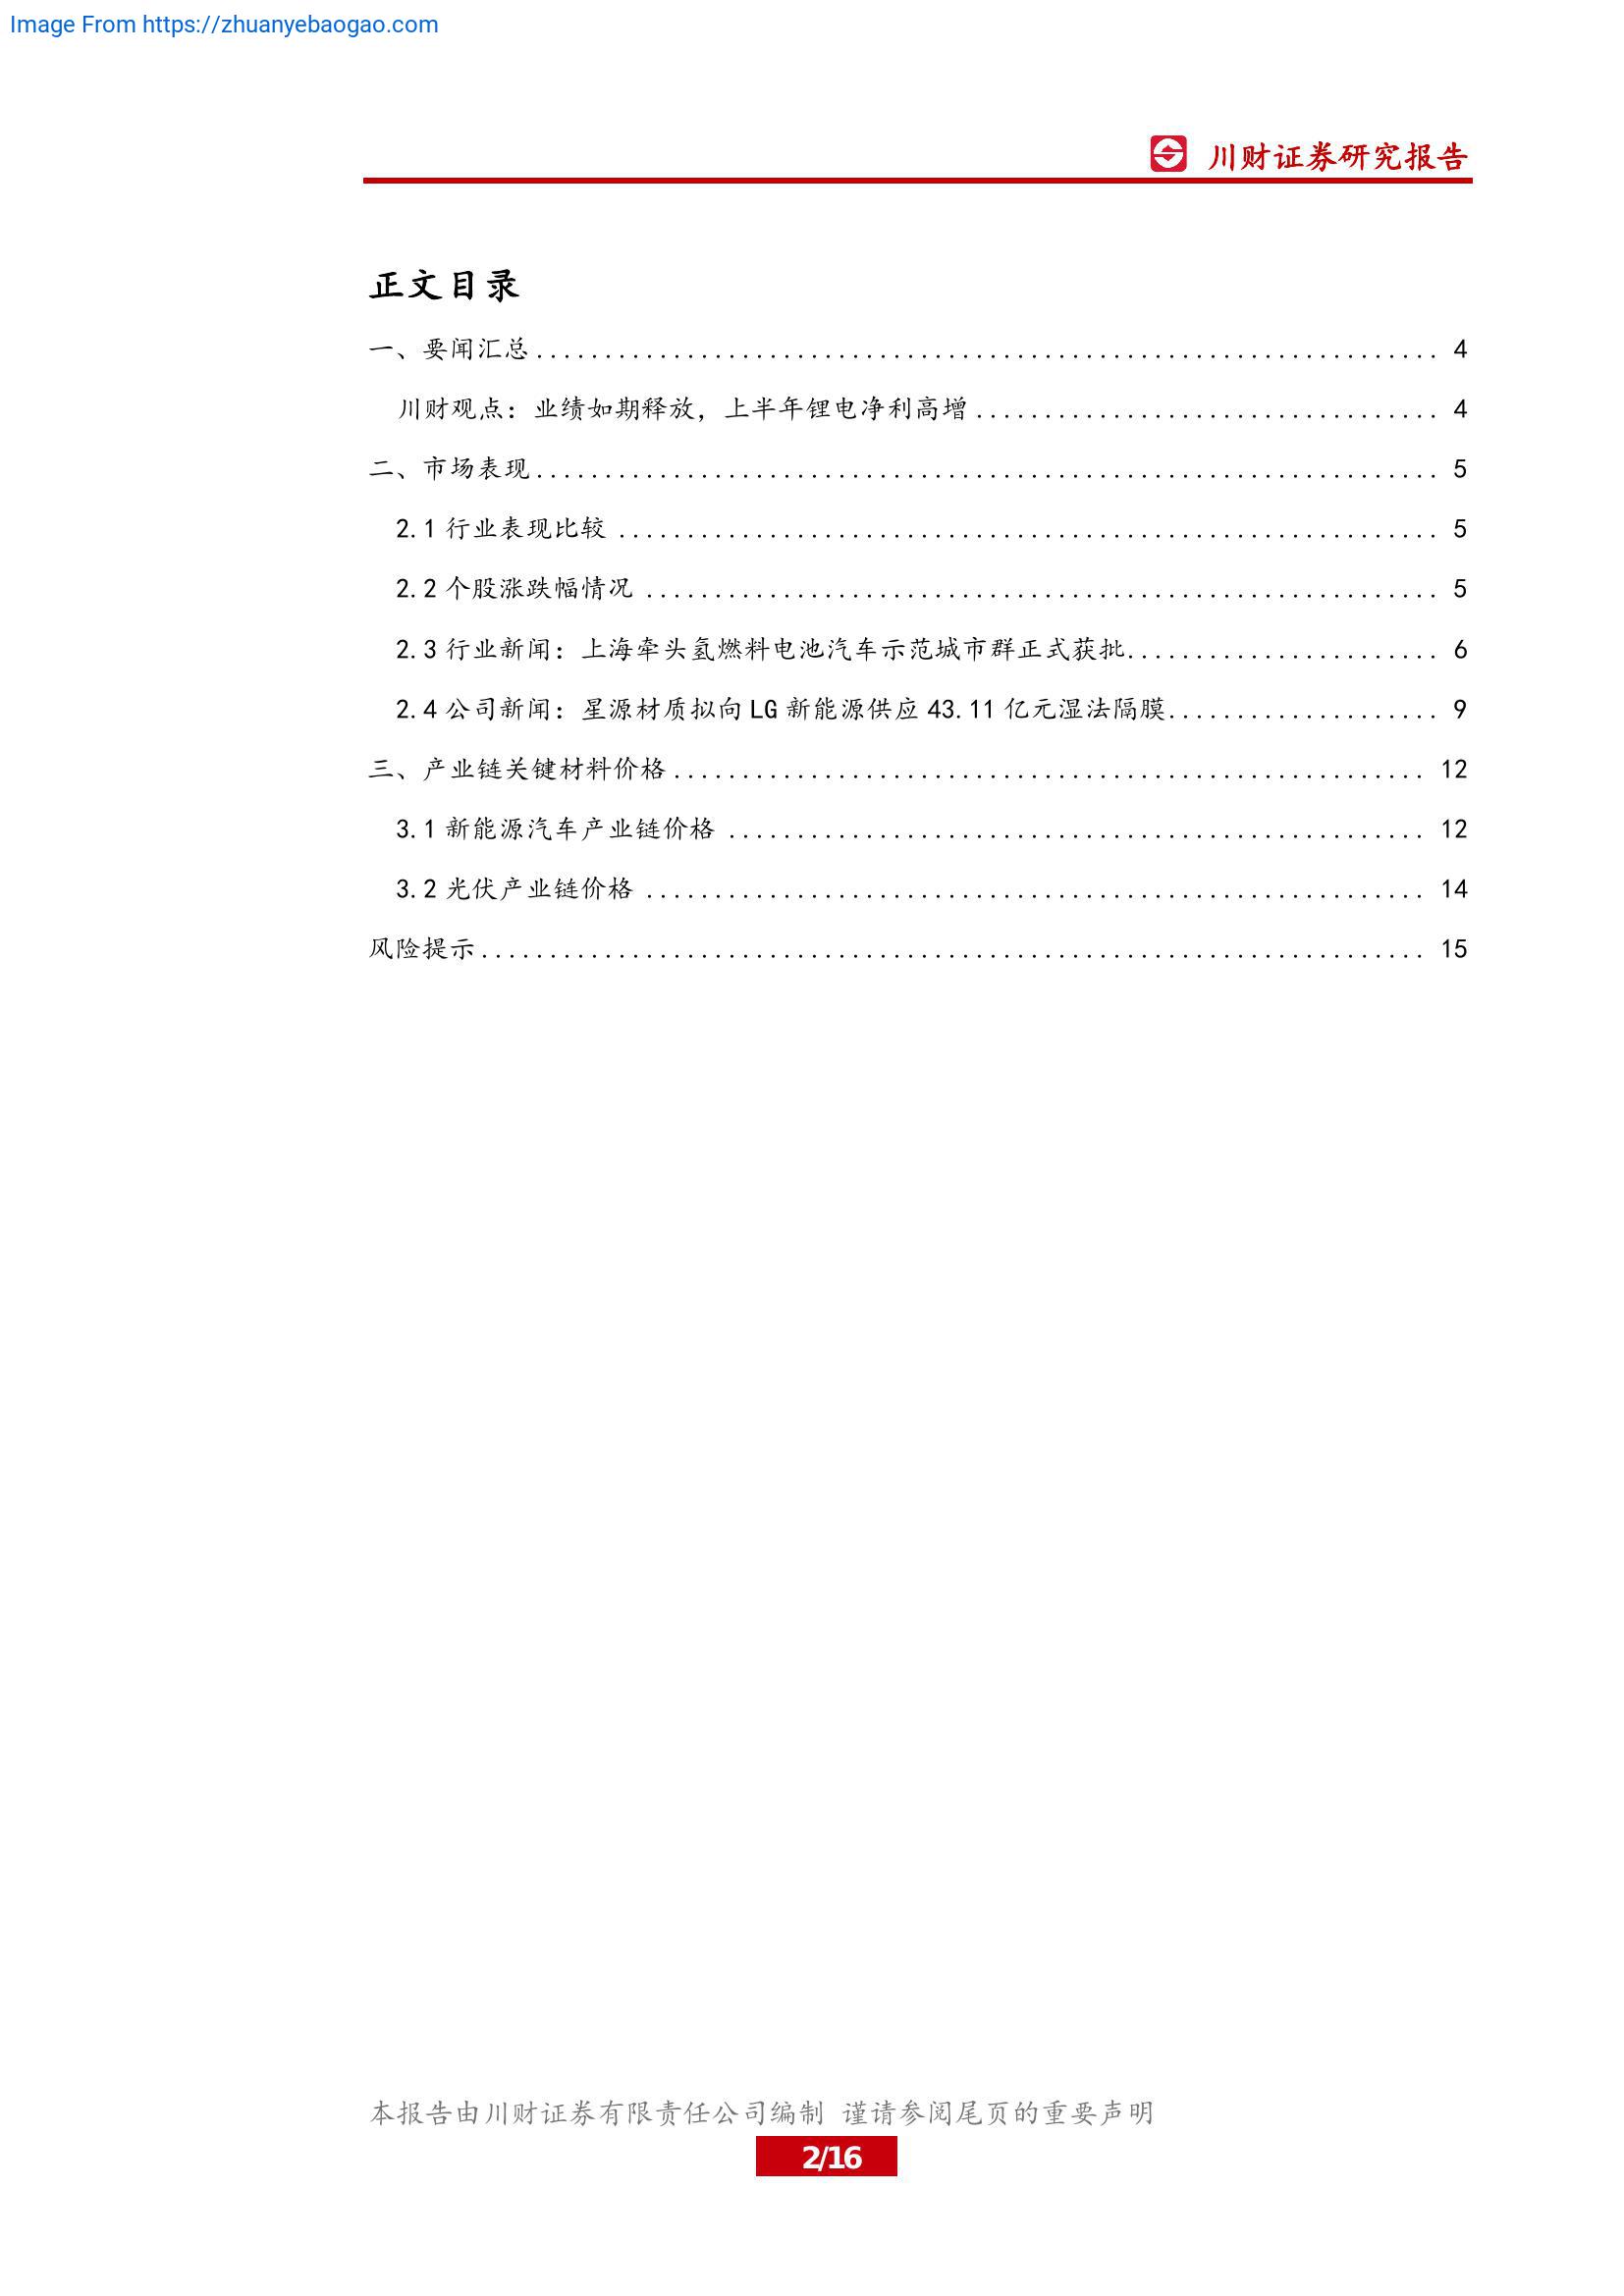 Image From https://zhuanyebaogao.com
川财证券研究报告
正文目录
一、要闻汇总.................................................................. 4
川财观点：业绩如期释放，上半年锂电净利高增.................................. 4
二、市场表现.................................................................. 5
2.1 行业表现比较 ............................................................ 5
2.2 个股涨跌幅情况 .......................................................... 5
2.3 行业新闻：上海牵头氢燃料电池汽车示范城市群正式获批....................... 6
2.4 公司新闻：星源材质拟向 LG 新能源供应 43.11 亿元湿法隔膜.................... 9
三、产业链关键材料价格....................................................... 12
3.1 新能源汽车产业链价格 ................................................... 12
3.2 光伏产业链价格 ......................................................... 14
风险提示..................................................................... 15
本报告由川财证券有限责任公司编制 谨请参阅尾页的重要声明
2/16